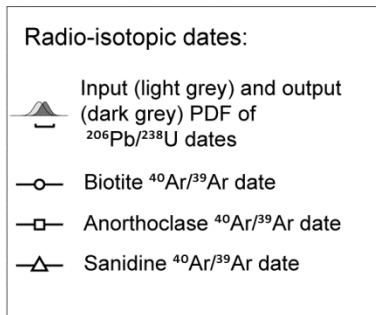 Radio-isotopic dates:
Input (light grey) and output
(dark grey) PDF of
²⁰⁶Pb/²³⁸U dates
Biotite ⁴⁰Ar/³⁹Ar date
Anorthoclase ⁴⁰Ar/³⁹Ar date
Sanidine ⁴⁰Ar/³⁹Ar date